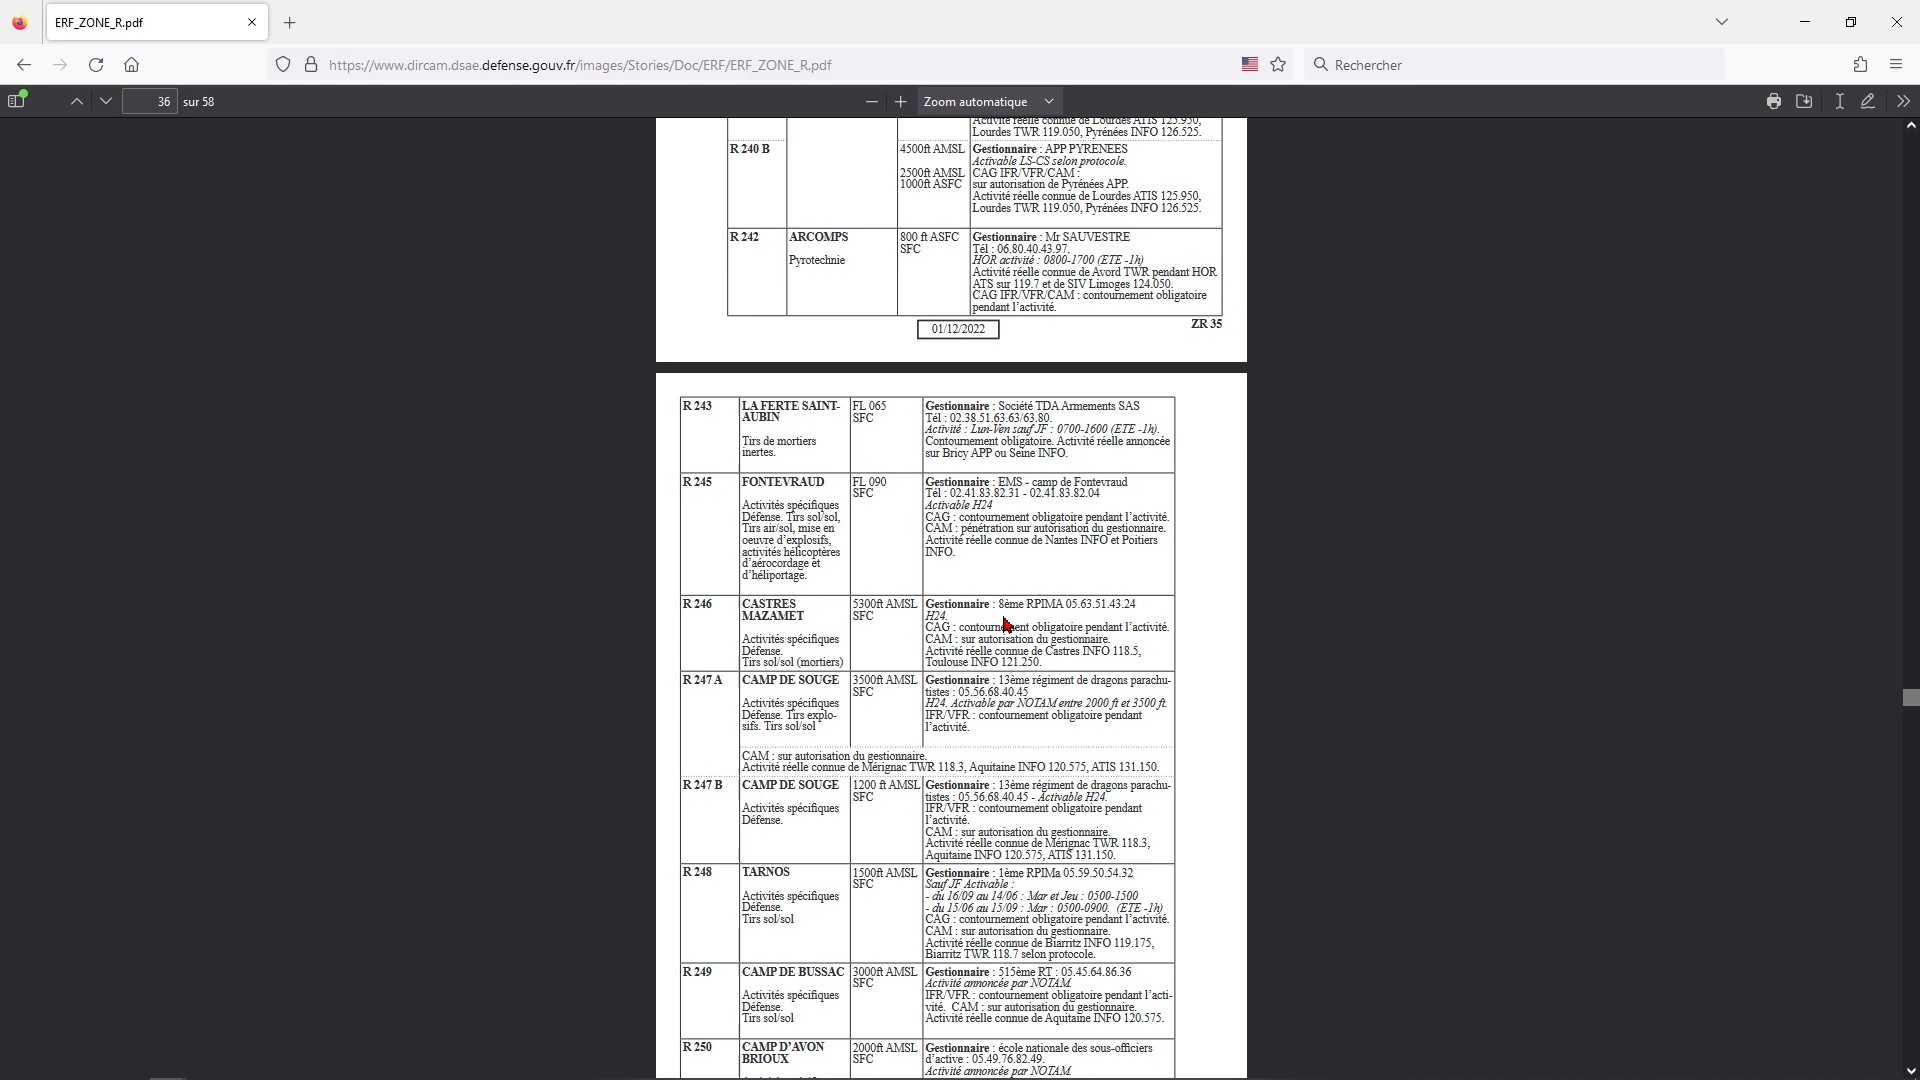 ERF_ZONE_R.pdf
https://www.dircam.dsae.defense.gouv.fr/images/Stories/Doc/ERF/ERF_ZONE_R.pdf
Rechercher
36 sur 58
Zoom automatique
Activité réelle connue de Lourdes ATIS 125.950,
Lourdes TWR 119.050, Pyrénées INFO 126.525.
R 240 B
4500ft AMSL
2500ft AMSL
1000ft ASFC
Gestionnaire : APP PYRENEES
Activable LS-CS selon protocole.
CAG IFR/VFR/CAM :
sur autorisation de Pyrénées APP.
Activité réelle connue de Lourdes ATIS 125.950,
Lourdes TWR 119.050, Pyrénées INFO 126.525.
R 242
ARCOMPS
Pyrotechnie
800 ft ASFC
SFC
Gestionnaire : Mr SAUVESTRE
Tél : 06.80.40.43.97.
HOR activité : 0800-1700 (ETE -1h)
Activité réelle connue de Avord TWR pendant HOR
ATS sur 119.7 et de SIV Limoges 124.050.
CAG IFR/VFR/CAM : contournement obligatoire
pendant l’activité.
01/12/2022
ZR 35
R 243
LA FERTE SAINT-
AUBIN
Tirs de mortiers
inertes.
FL 065
SFC
Gestionnaire : Société TDA Armements SAS
Tél : 02.38.51.63.63/63.80.
Activité : Lun-Ven sauf JF : 0700-1600 (ETE -1h).
Contournement obligatoire. Activité réelle annoncée
sur Bricy APP ou Seine INFO.
R 245
FONTEVRAUD
Activités spécifiques
Défense. Tirs sol/sol,
Tirs air/sol, mise en
oeuvre d’explosifs,
activités hélicoptères
d’aérocordage et
d’héliportage.
FL 090
SFC
Gestionnaire : EMS - camp de Fontevraud
Tél : 02.41.83.82.31 - 02.41.83.82.04
Activable H24
CAG : contournement obligatoire pendant l’activité.
CAM : pénétration sur autorisation du gestionnaire.
Activité réelle connue de Nantes INFO et Poitiers
INFO.
R 246
CASTRES
MAZAMET
Activités spécifiques
Défense.
Tirs sol/sol (mortiers)
5300ft AMSL
SFC
Gestionnaire : 8ème RPIMA 05.63.51.43.24
H24.
CAG : contournement obligatoire pendant l’activité.
CAM : sur autorisation du gestionnaire.
Activité réelle connue de Castres INFO 118.5,
Toulouse INFO 121.250.
R 247 A
CAMP DE SOUGE
Activités spécifiques
Défense. Tirs explo-
sifs. Tirs sol/sol
3500ft AMSL
SFC
Gestionnaire : 13ème régiment de dragons parachu-
tistes : 05.56.68.40.45
H24. Activable par NOTAM entre 2000 ft et 3500 ft.
IFR/VFR : contournement obligatoire pendant
l’activité.
CAM : sur autorisation du gestionnaire.
Activité réelle connue de Mérignac TWR 118.3, Aquitaine INFO 120.575, ATIS 131.150.
R 247 B
CAMP DE SOUGE
Activités spécifiques
Défense.
1200 ft AMSL
SFC
Gestionnaire : 13ème régiment de dragons parachu-
tistes : 05.56.68.40.45 - Activable H24.
IFR/VFR : contournement obligatoire pendant
l’activité.
CAM : sur autorisation du gestionnaire.
Activité réelle connue de Mérignac TWR 118.3,
Aquitaine INFO 120.575, ATIS 131.150.
R 248
TARNOS
Activités spécifiques
Défense.
Tirs sol/sol
1500ft AMSL
SFC
Gestionnaire : 1ème RPIMa 05.59.50.54.32
Sauf JF Activable :
- du 16/09 au 14/06 : Mar et Jeu : 0500-1500
- du 15/06 au 15/09 : Mar : 0500-0900. (ETE -1h)
CAG : contournement obligatoire pendant l’activité.
CAM : sur autorisation du gestionnaire.
Activité réelle connue de Biarritz INFO 119.175,
Biarritz TWR 118.7 selon protocole.
R 249
CAMP DE BUSSAC
Activités spécifiques
Défense.
Tirs sol/sol
3000ft AMSL
SFC
Gestionnaire : 515ème RT : 05.45.64.86.36
Activité annoncée par NOTAM.
IFR/VFR : contournement obligatoire pendant l’acti-
vité. CAM : sur autorisation du gestionnaire.
Activité réelle connue de Aquitaine INFO 120.575.
R 250
CAMP D’AVON
BRIOUX
2000ft AMSL
SFC
Gestionnaire : école nationale des sous-officiers
d’active : 05.49.76.82.49.
Activité annoncée par NOTAM.